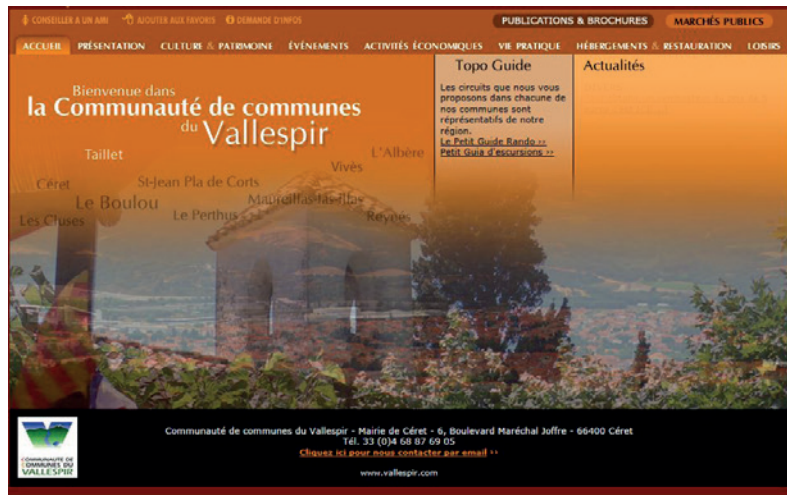 CONSEILLER A UN AMI AJOUTER AUX FAVORIS DEMANDE D'INFOS PUBLICATIONS & BROCHURES MARCHÉS PUBLICS
ACCUEIL PRÉSENTATION CULTURE & PATRIMOINE ÉVÉNEMENTS ACTIVITÉS ÉCONOMIQUES VIE PRATIQUE HÉBERGEMENTS & RESTAURATION LOISIRS
Bienvenue dans
la Communauté de communes
du Vallespir
Taillet
L'Albère
Vivès
Céret
St-Jean Pla de Corts
Le Boulou
Maureillas-las-Illas
Les Cluses
Le Perthus
Reynès
Topo Guide
Les circuits que nous vous
proposons dans chacune de
nos communes sont
réprésentatifs de notre
région.
Le Petit Guide Rando >>
Petit Guia d'escursions >>
Actualités
COMMUNAUTÉ DE
COMMUNES DU
VALLESPIR
Communauté de communes du Vallespir - Mairie de Céret - 6, Boulevard Maréchal Joffre - 66400 Céret
Tél. 33 (0)4 68 87 69 05
Cliquez ici pour nous contacter par email >>
www.vallespir.com